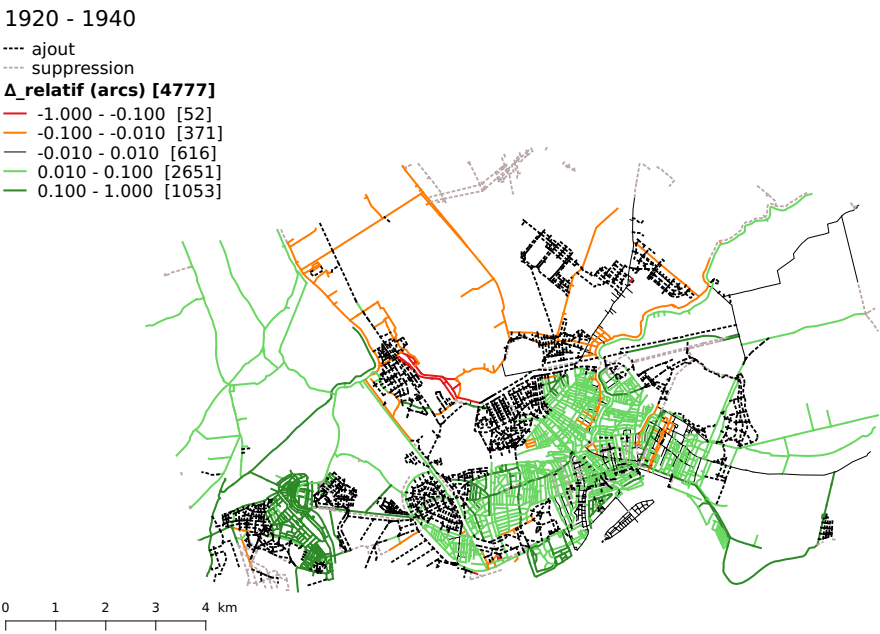 1920 - 1940
ajout
suppression
Δ_relatif (arcs) [4777]
-1.000 - -0.100 [52]
-0.100 - -0.010 [371]
-0.010 - 0.010 [616]
0.010 - 0.100 [2651]
0.100 - 1.000 [1053]
0 1 2 3 4 km